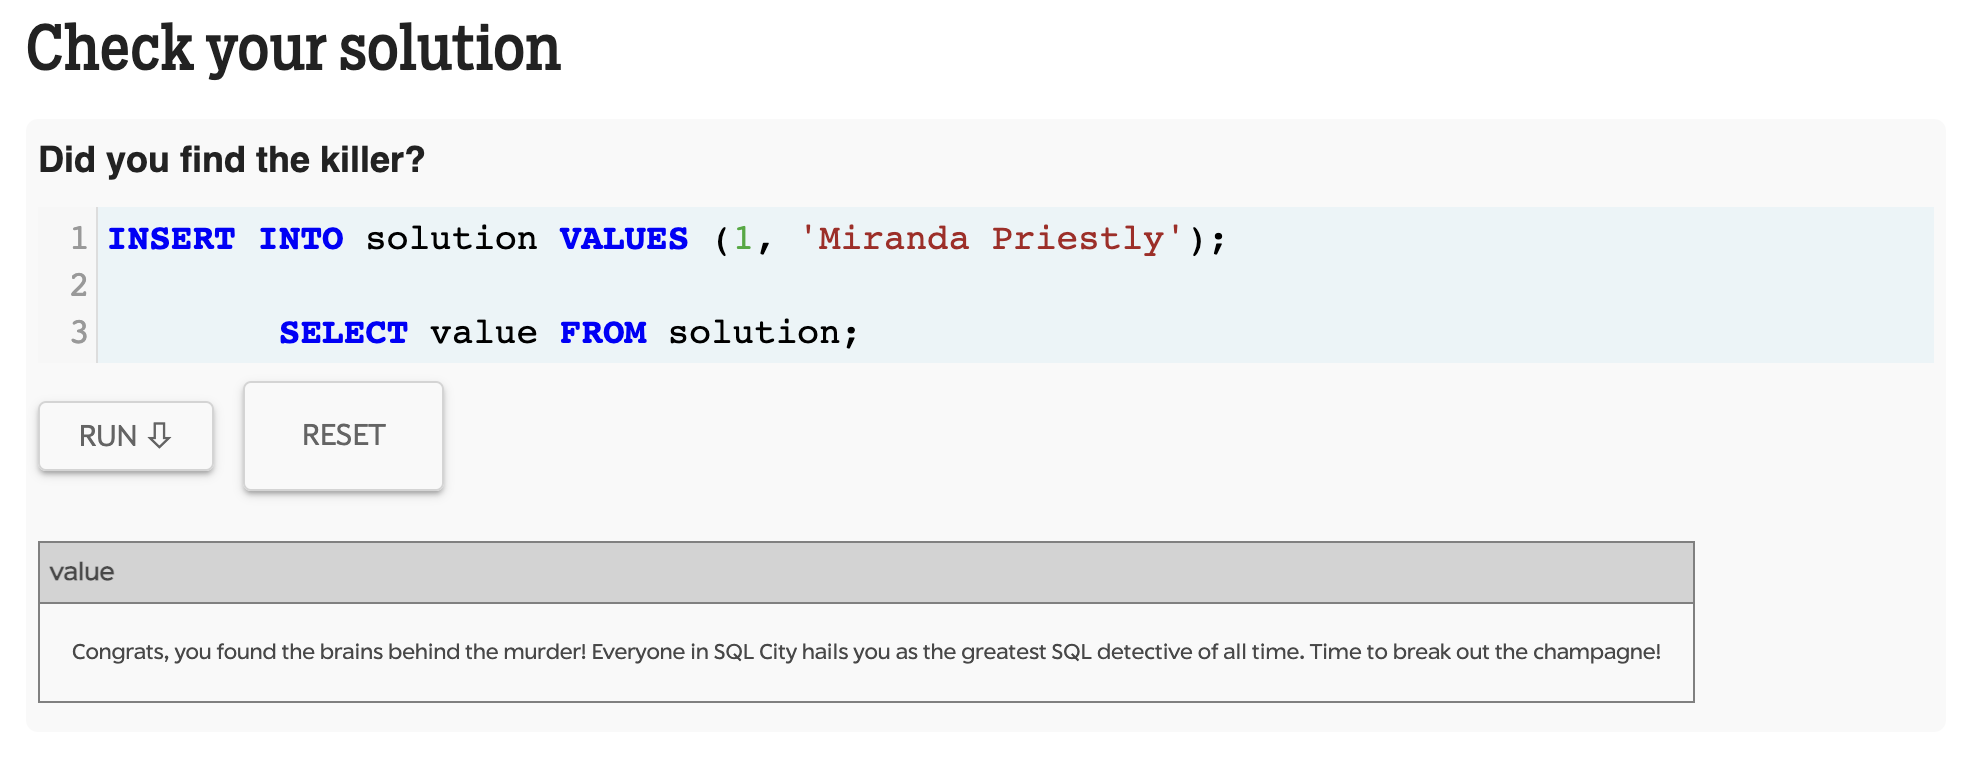 Check your solution
Did you find the killer?
1 INSERT INTO solution VALUES (1, 'Miranda Priestly');
2
3 SELECT value FROM solution;
RUN ⇩ RESET
value
Congrats, you found the brains behind the murder! Everyone in SQL City hails you as the greatest SQL detective of all time. Time to break out the champagne!